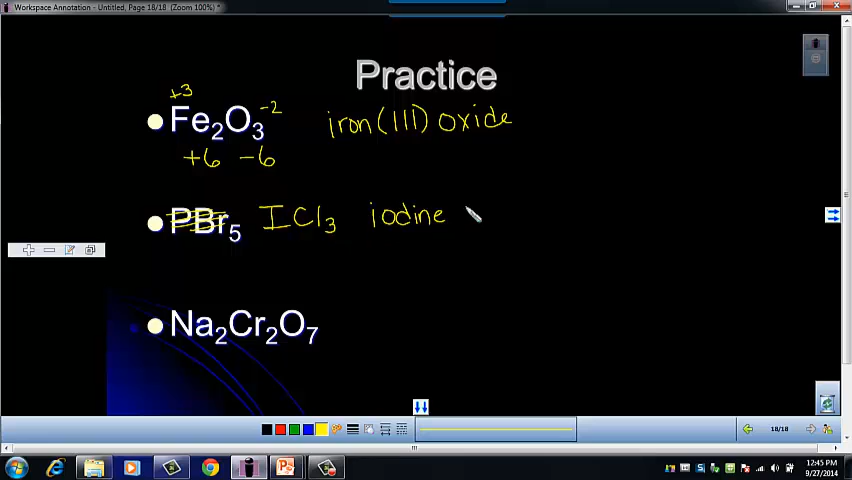 Workspace Annotation - Untitled, Page 18/18 (Zoom 100%) *
Practice
+3
Fe₂O₃ -2 iron(III) oxide
+6 -6
PBr₅ ICl₃ iodine
Na₂Cr₂O₇
18/18
12:45 PM
9/27/2014